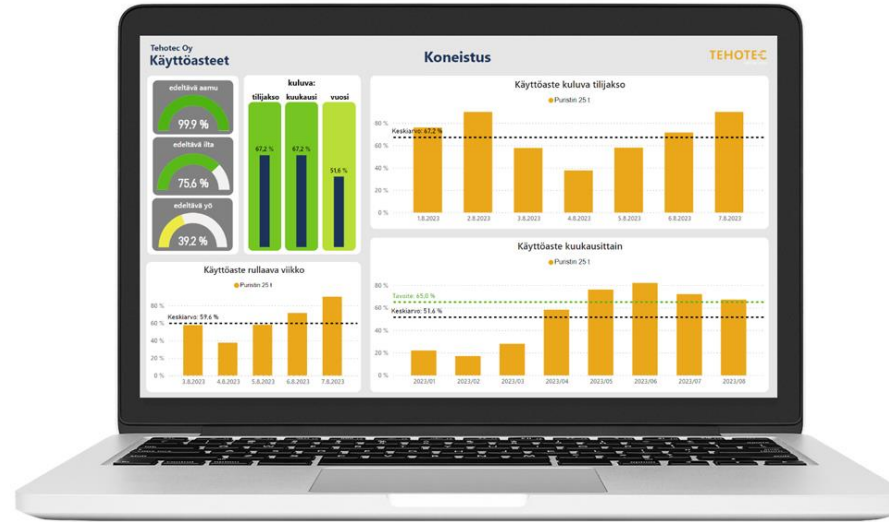 Tehotec Oy
Käyttöasteet
Koneistus
TEHOTEC
edeltävä aamu
99.9 %
edeltävä ilta
75.6 %
edeltävä yö
39.2 %
kuluva:
tilijakso kuukausi vuosi
67,2 % 67,2 % 51,6 %
Käyttöaste kuluva tilijakso
Puristin 25 t
80 %
Keskiarvo: 67,2 %
60 %
40 %
20 %
0 %
1.8.2023 2.8.2023 3.8.2023 4.8.2023 5.8.2023 6.8.2023 7.8.2023
Käyttöaste rullaava viikko
Puristin 25 t
80 %
Keskiarvo: 59,6 %
60 %
40 %
20 %
0 %
3.8.2023 4.8.2023 5.8.2023 6.8.2023 7.8.2023
Käyttöaste kuukausittain
Puristin 25 t
80 %
Tavoite: 65,0 %
60 %
Keskiarvo: 51,6 %
40 %
20 %
0 %
2023/01 2023/02 2023/03 2023/04 2023/05 2023/06 2023/07 2023/08